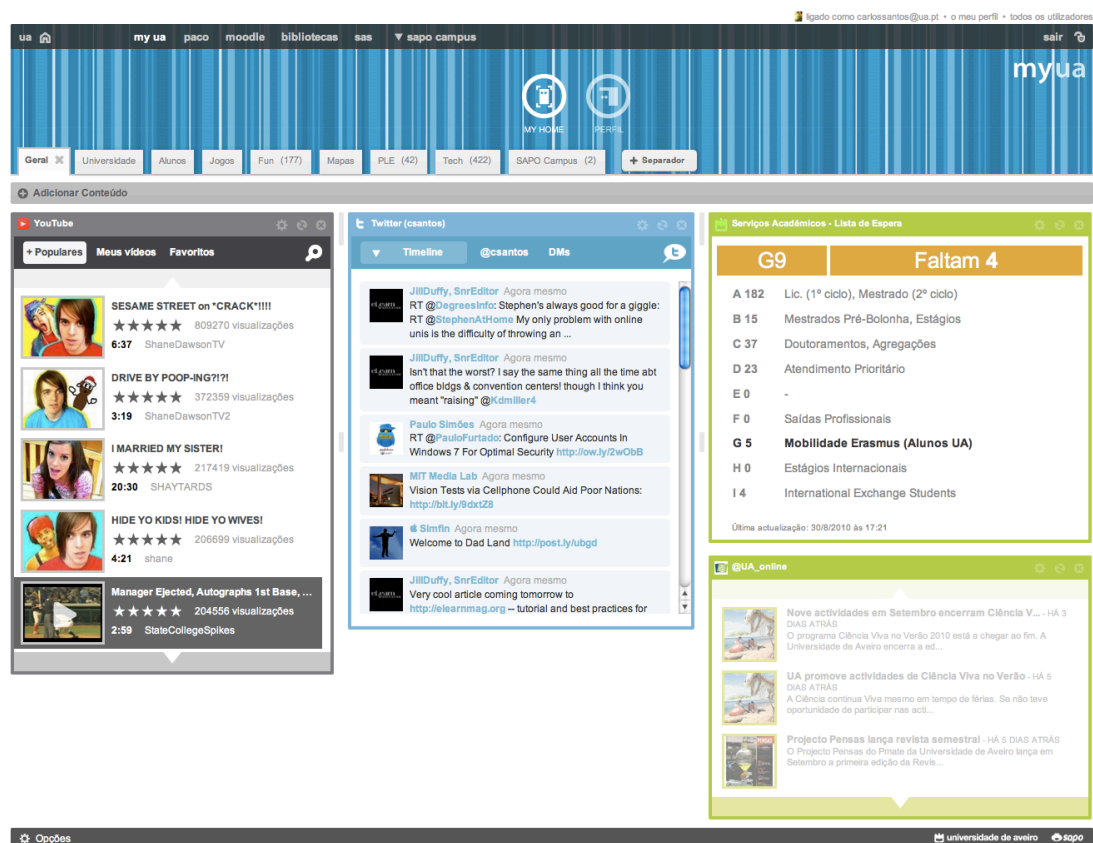 ligado como carlossantos@ua.pt • o meu perfil • todos os utilizadores
ua my ua paco moodle bibliotecas sas ▼ sapo campus sair
myua
MY HOME PERFIL
Geral Universidade Alunos Jogos Fun (177) Mapas PLE (42) Tech (422) SAPO Campus (2) + Separador
Adicionar Conteúdo
YouTube
+ Populares Meus vídeos Favoritos
SESAME STREET on *CRACK*!!!!
809270 visualizações
6:37 ShaneDawsonTV
DRIVE BY POOP-ING?!?!
372359 visualizações
3:19 ShaneDawsonTV2
I MARRIED MY SISTER!
217419 visualizações
20:30 SHAYTARDS
HIDE YO KIDS! HIDE YO WIVES!
206699 visualizações
4:21 shane
Manager Ejected, Autographs 1st Base, ...
204556 visualizações
2:59 StateCollegeSpikes
Twitter (csantos)
▼ Timeline @csantos DMs
JillDuffy, SnrEditor Agora mesmo
RT @DegreesInfo: Stephen's always good for a giggle:
RT @StephenAtHome My only problem with online
unis is the difficulty of throwing an ...
JillDuffy, SnrEditor Agora mesmo
Isn't that the worst? I say the same thing all the time abt
office bldgs & convention centers! though I think you
meant "raising" @Kdmiller4
Paulo Simões Agora mesmo
RT @PauloFurtado: Configure User Accounts In
Windows 7 For Optimal Security http://ow.ly/2wObB
MIT Media Lab Agora mesmo
Vision Tests via Cellphone Could Aid Poor Nations:
http://bit.ly/9dxtZ8
Simfin Agora mesmo
Welcome to Dad Land http://post.ly/ubgd
JillDuffy, SnrEditor Agora mesmo
Very cool article coming tomorrow to
http://elearnmag.org -- tutorial and best practices for
Serviços Académicos - Lista de Espera
G9 Faltam 4
A 182 Lic. (1º ciclo), Mestrado (2º ciclo)
B 15 Mestrados Pré-Bolonha, Estágios
C 37 Doutoramentos, Agregações
D 23 Atendimento Prioritário
E 0 -
F 0 Saídas Profissionais
G 5 Mobilidade Erasmus (Alunos UA)
H 0 Estágios Internacionais
I 4 International Exchange Students
Última actualização: 30/8/2010 às 17:21
@UA_online
Nove actividades em Setembro encerram Ciência V... - HÁ 3
DIAS ATRÁS
O programa Ciência Viva no Verão 2010 está a chegar ao fim. A
Universidade de Aveiro encerra a ed...
UA promove actividades de Ciência Viva no Verão - HÁ 5
DIAS ATRÁS
A Ciência continua Viva mesmo em tempo de férias. Se não teve
oportunidade de participar nas acti...
Projecto Pensas lança revista semestral - HÁ 5 DIAS ATRÁS
O Projecto Pensas do Pmate da Universidade de Aveiro lança em
Setembro a primeira edição da Revis...
Opções universidade de aveiro sapo